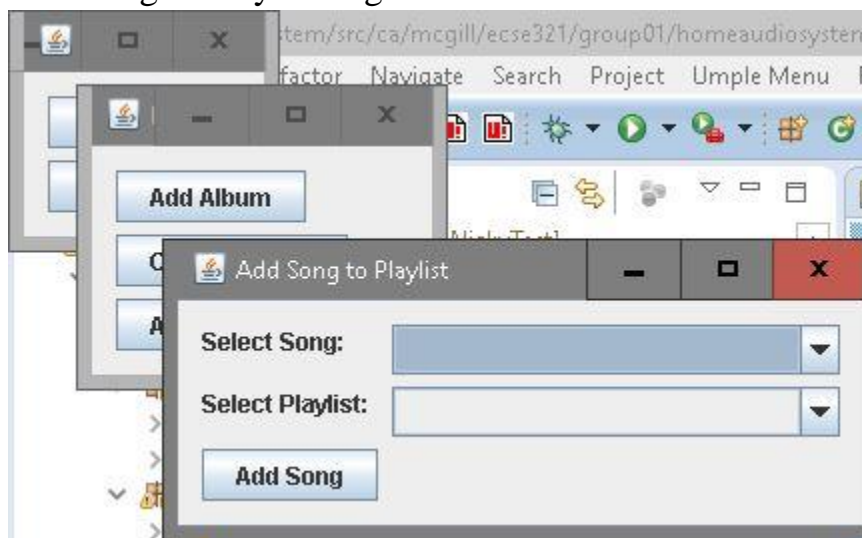 stem/src/ca/mcgill/ecse321/group01/homeaudiosystem
factor Navigate Search Project Umple Menu
Add Album
Add Song to Playlist
Select Song:
Select Playlist:
Add Song